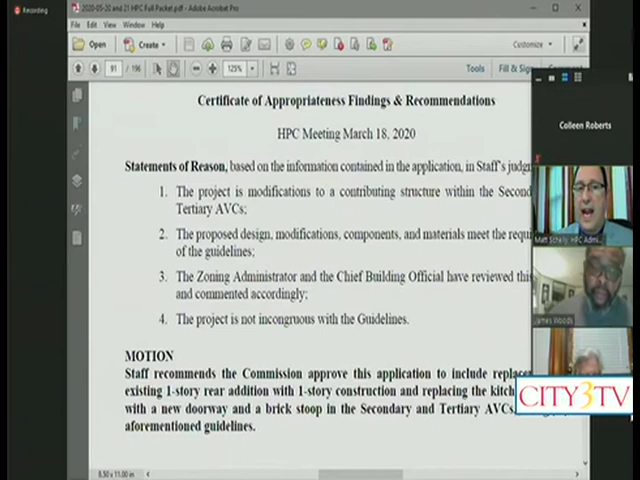 Recording
2020-05-20 and 21 HPC Full Packet.pdf - Adobe Acrobat Pro
File Edit View Window Help
Open
Create
Customize
91 / 196
125%
Tools
Fill & Sign
Certificate of Appropriateness Findings & Recommendations
HPC Meeting March 18, 2020
Statements of Reason, based on the information contained in the application, in Staff's judgn
1. The project is modifications to a contributing structure within the Second
Tertiary AVCs;
2. The proposed design, modifications, components, and materials meet the requi
of the guidelines;
3. The Zoning Administrator and the Chief Building Official have reviewed this
and commented accordingly;
4. The project is not incongruous with the Guidelines.
MOTION
Staff recommends the Commission approve this application to include replace
existing 1-story rear addition with 1-story construction and replacing the kitch
with a new doorway and a brick stoop in the Secondary and Tertiary AVCs
aforementioned guidelines.
8.50 x 11.00 in
Colleen Roberts
Matt Schelly, HPC Admi...
James Woods
CITY3TV